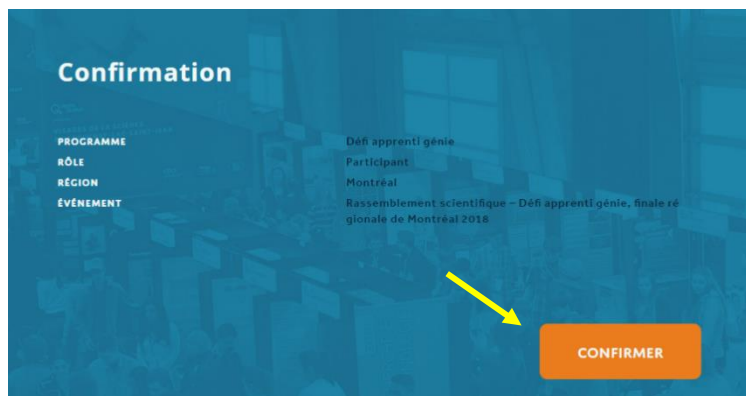 Confirmation
PROGRAMME Défi apprenti génie
RÔLE Participant
RÉGION Montréal
ÉVÉNEMENT Rassemblement scientifique – Défi apprenti génie, finale ré
gionale de Montréal 2018
CONFIRMER